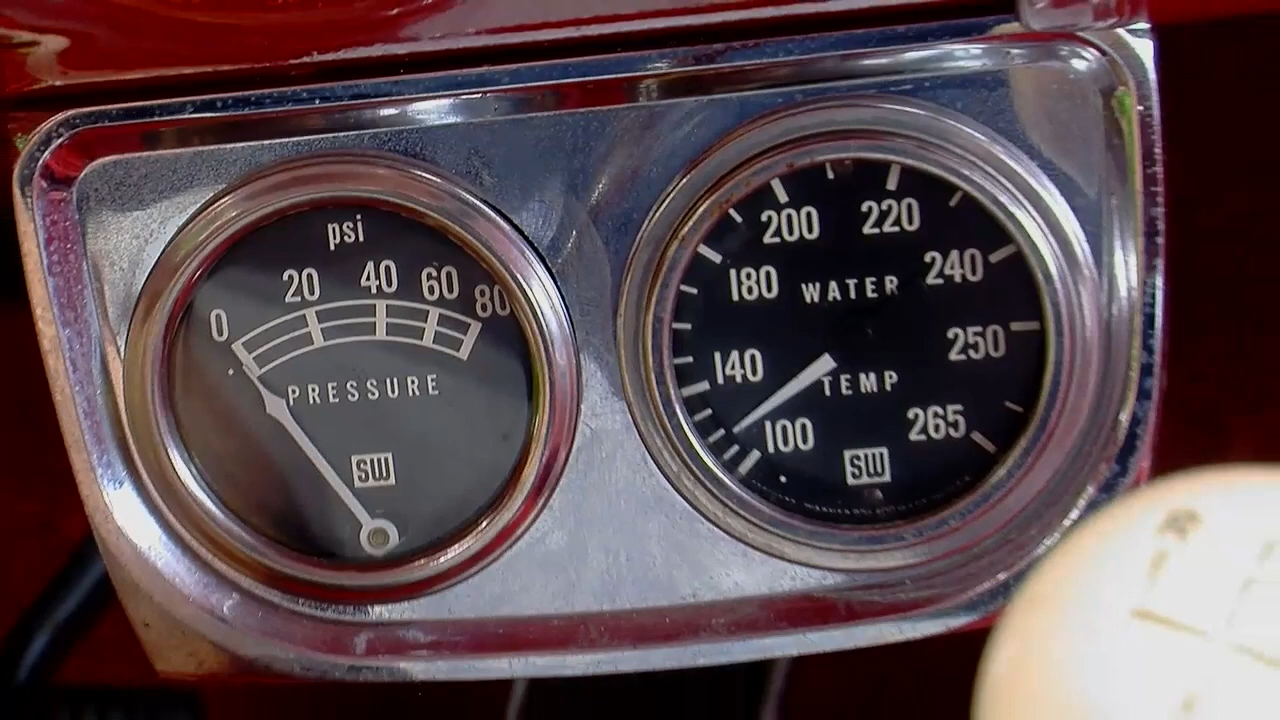 psi
0 20 40 60 80
PRESSURE
SW
200 220
180 240
WATER
140 250
TEMP
100 265
SW